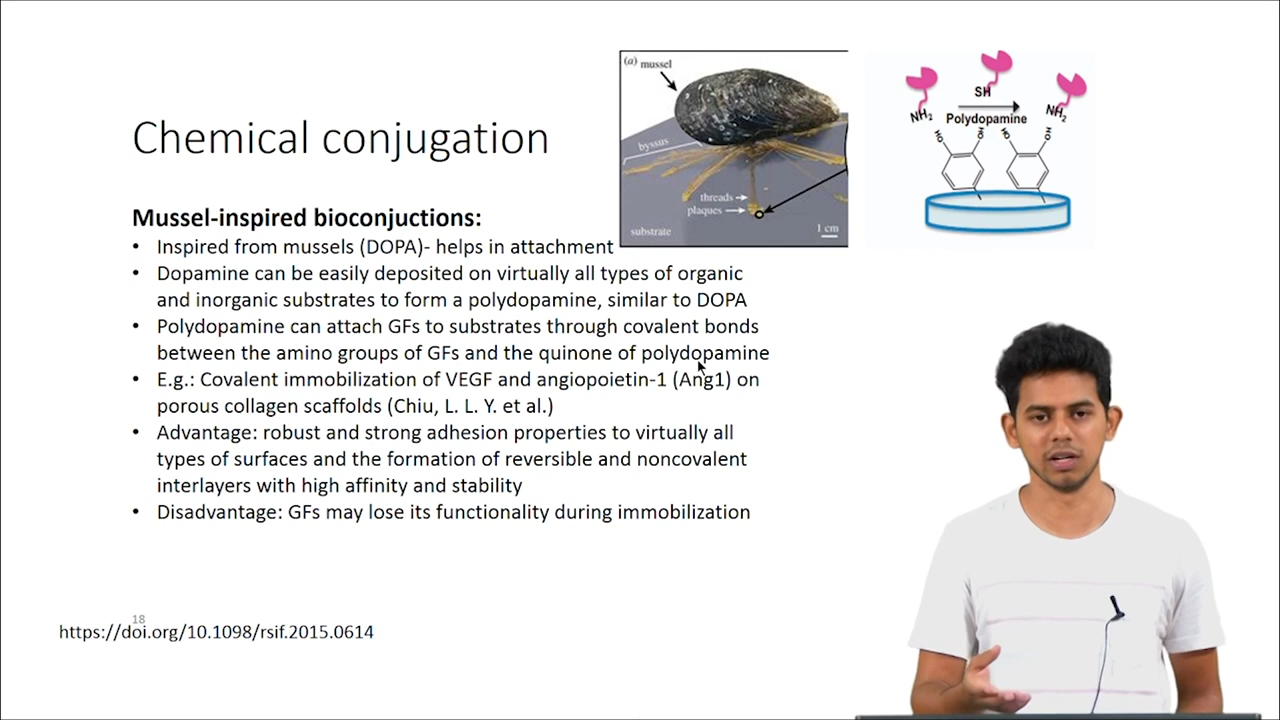 Chemical conjugation
(a) mussel
byssus
threads
plaques
substrate
1 cm
SH
NH2
NH2
Polydopamine
HO
HO
HO
HO
Mussel-inspired bioconjuctions:
• Inspired from mussels (DOPA)- helps in attachment
• Dopamine can be easily deposited on virtually all types of organic
and inorganic substrates to form a polydopamine, similar to DOPA
• Polydopamine can attach GFs to substrates through covalent bonds
between the amino groups of GFs and the quinone of polydopamine
• E.g.: Covalent immobilization of VEGF and angiopoietin-1 (Ang1) on
porous collagen scaffolds (Chiu, L. L. Y. et al.)
• Advantage: robust and strong adhesion properties to virtually all
types of surfaces and the formation of reversible and noncovalent
interlayers with high affinity and stability
• Disadvantage: GFs may lose its functionality during immobilization
18
https://doi.org/10.1098/rsif.2015.0614